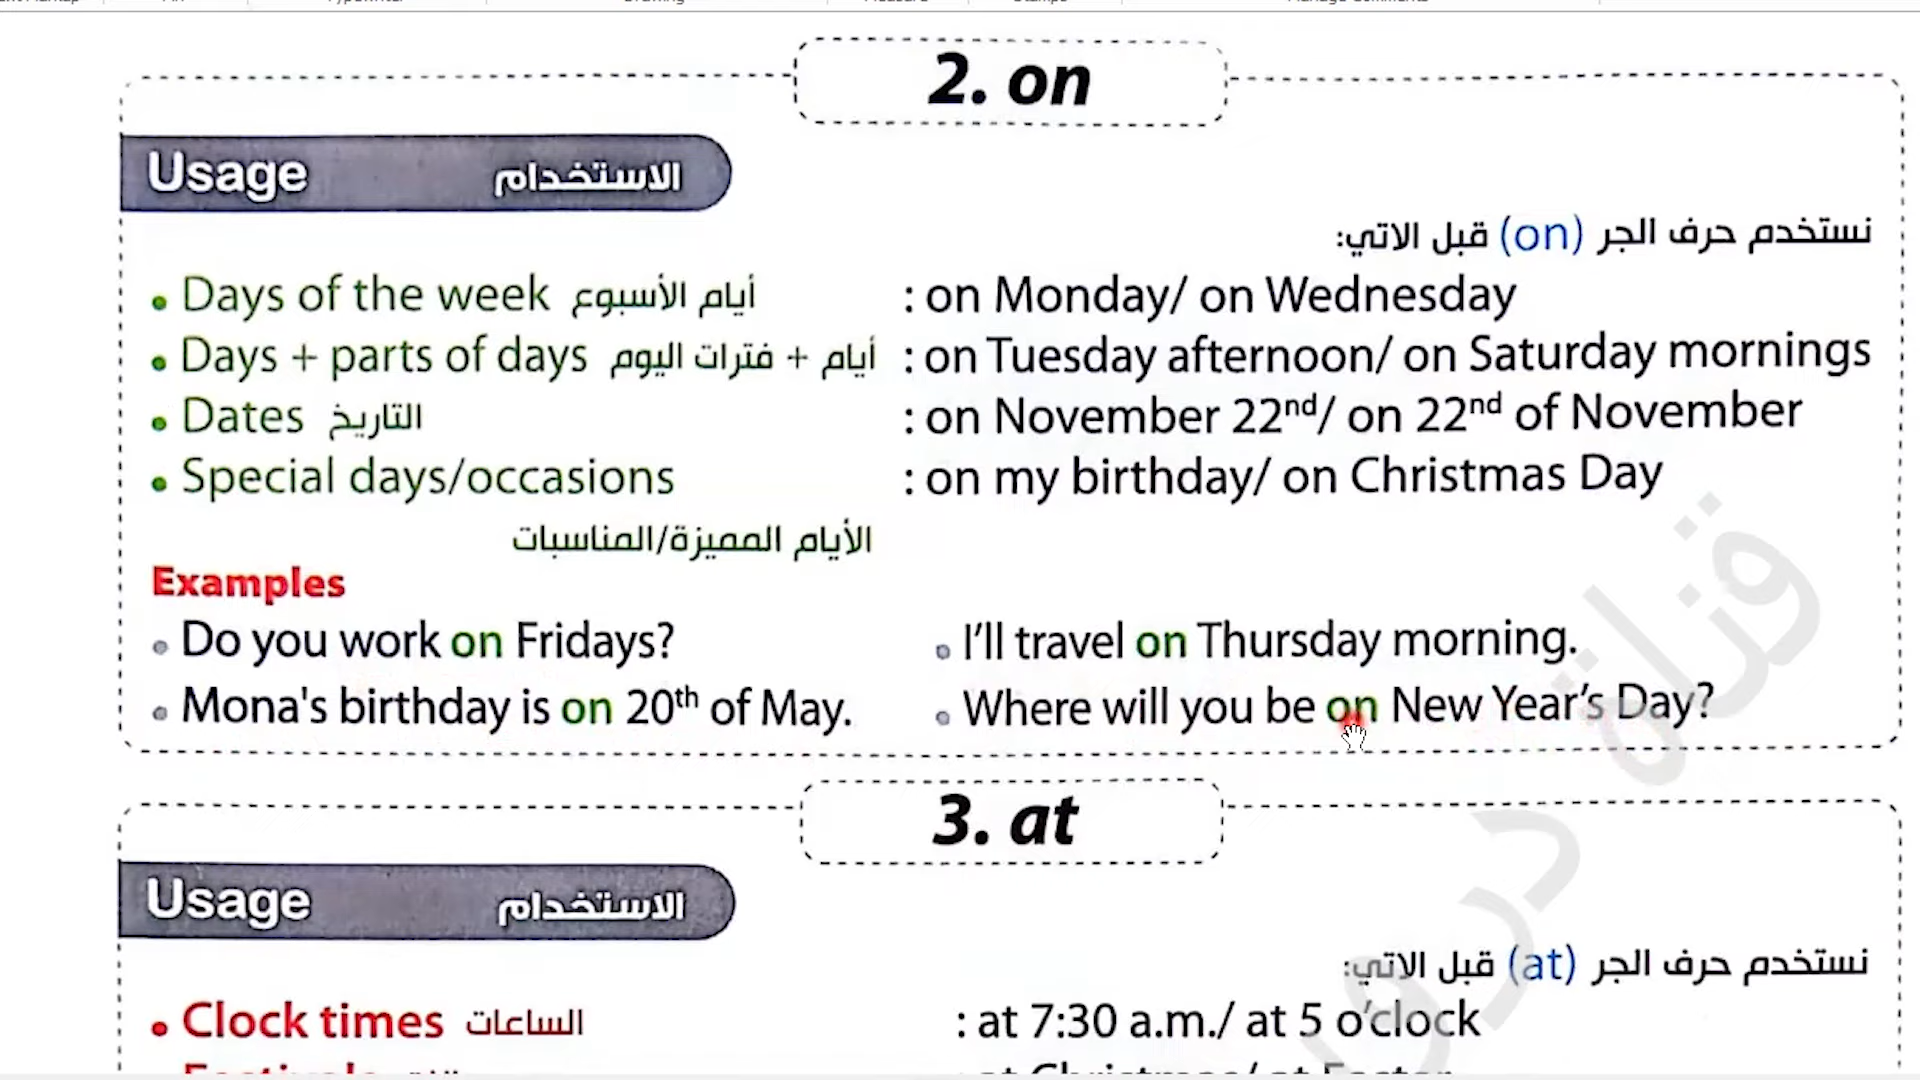 2. on
Usage الاستخدام
نستخدم حرف الجر (on) قبل الاتي:
• Days of the week أيام الأسبوع : on Monday/ on Wednesday
• Days + parts of days أيام + فترات اليوم : on Tuesday afternoon/ on Saturday mornings
• Dates التاريخ : on November 22nd/ on 22nd of November
• Special days/occasions : on my birthday/ on Christmas Day
الأيام المميزة/المناسبات
Examples
• Do you work on Fridays? • I'll travel on Thursday morning.
• Mona's birthday is on 20th of May. • Where will you be on New Year's Day?
3. at
Usage الاستخدام
نستخدم حرف الجر (at) قبل الاتي:
• Clock times الساعات : at 7:30 a.m./ at 5 o'clock